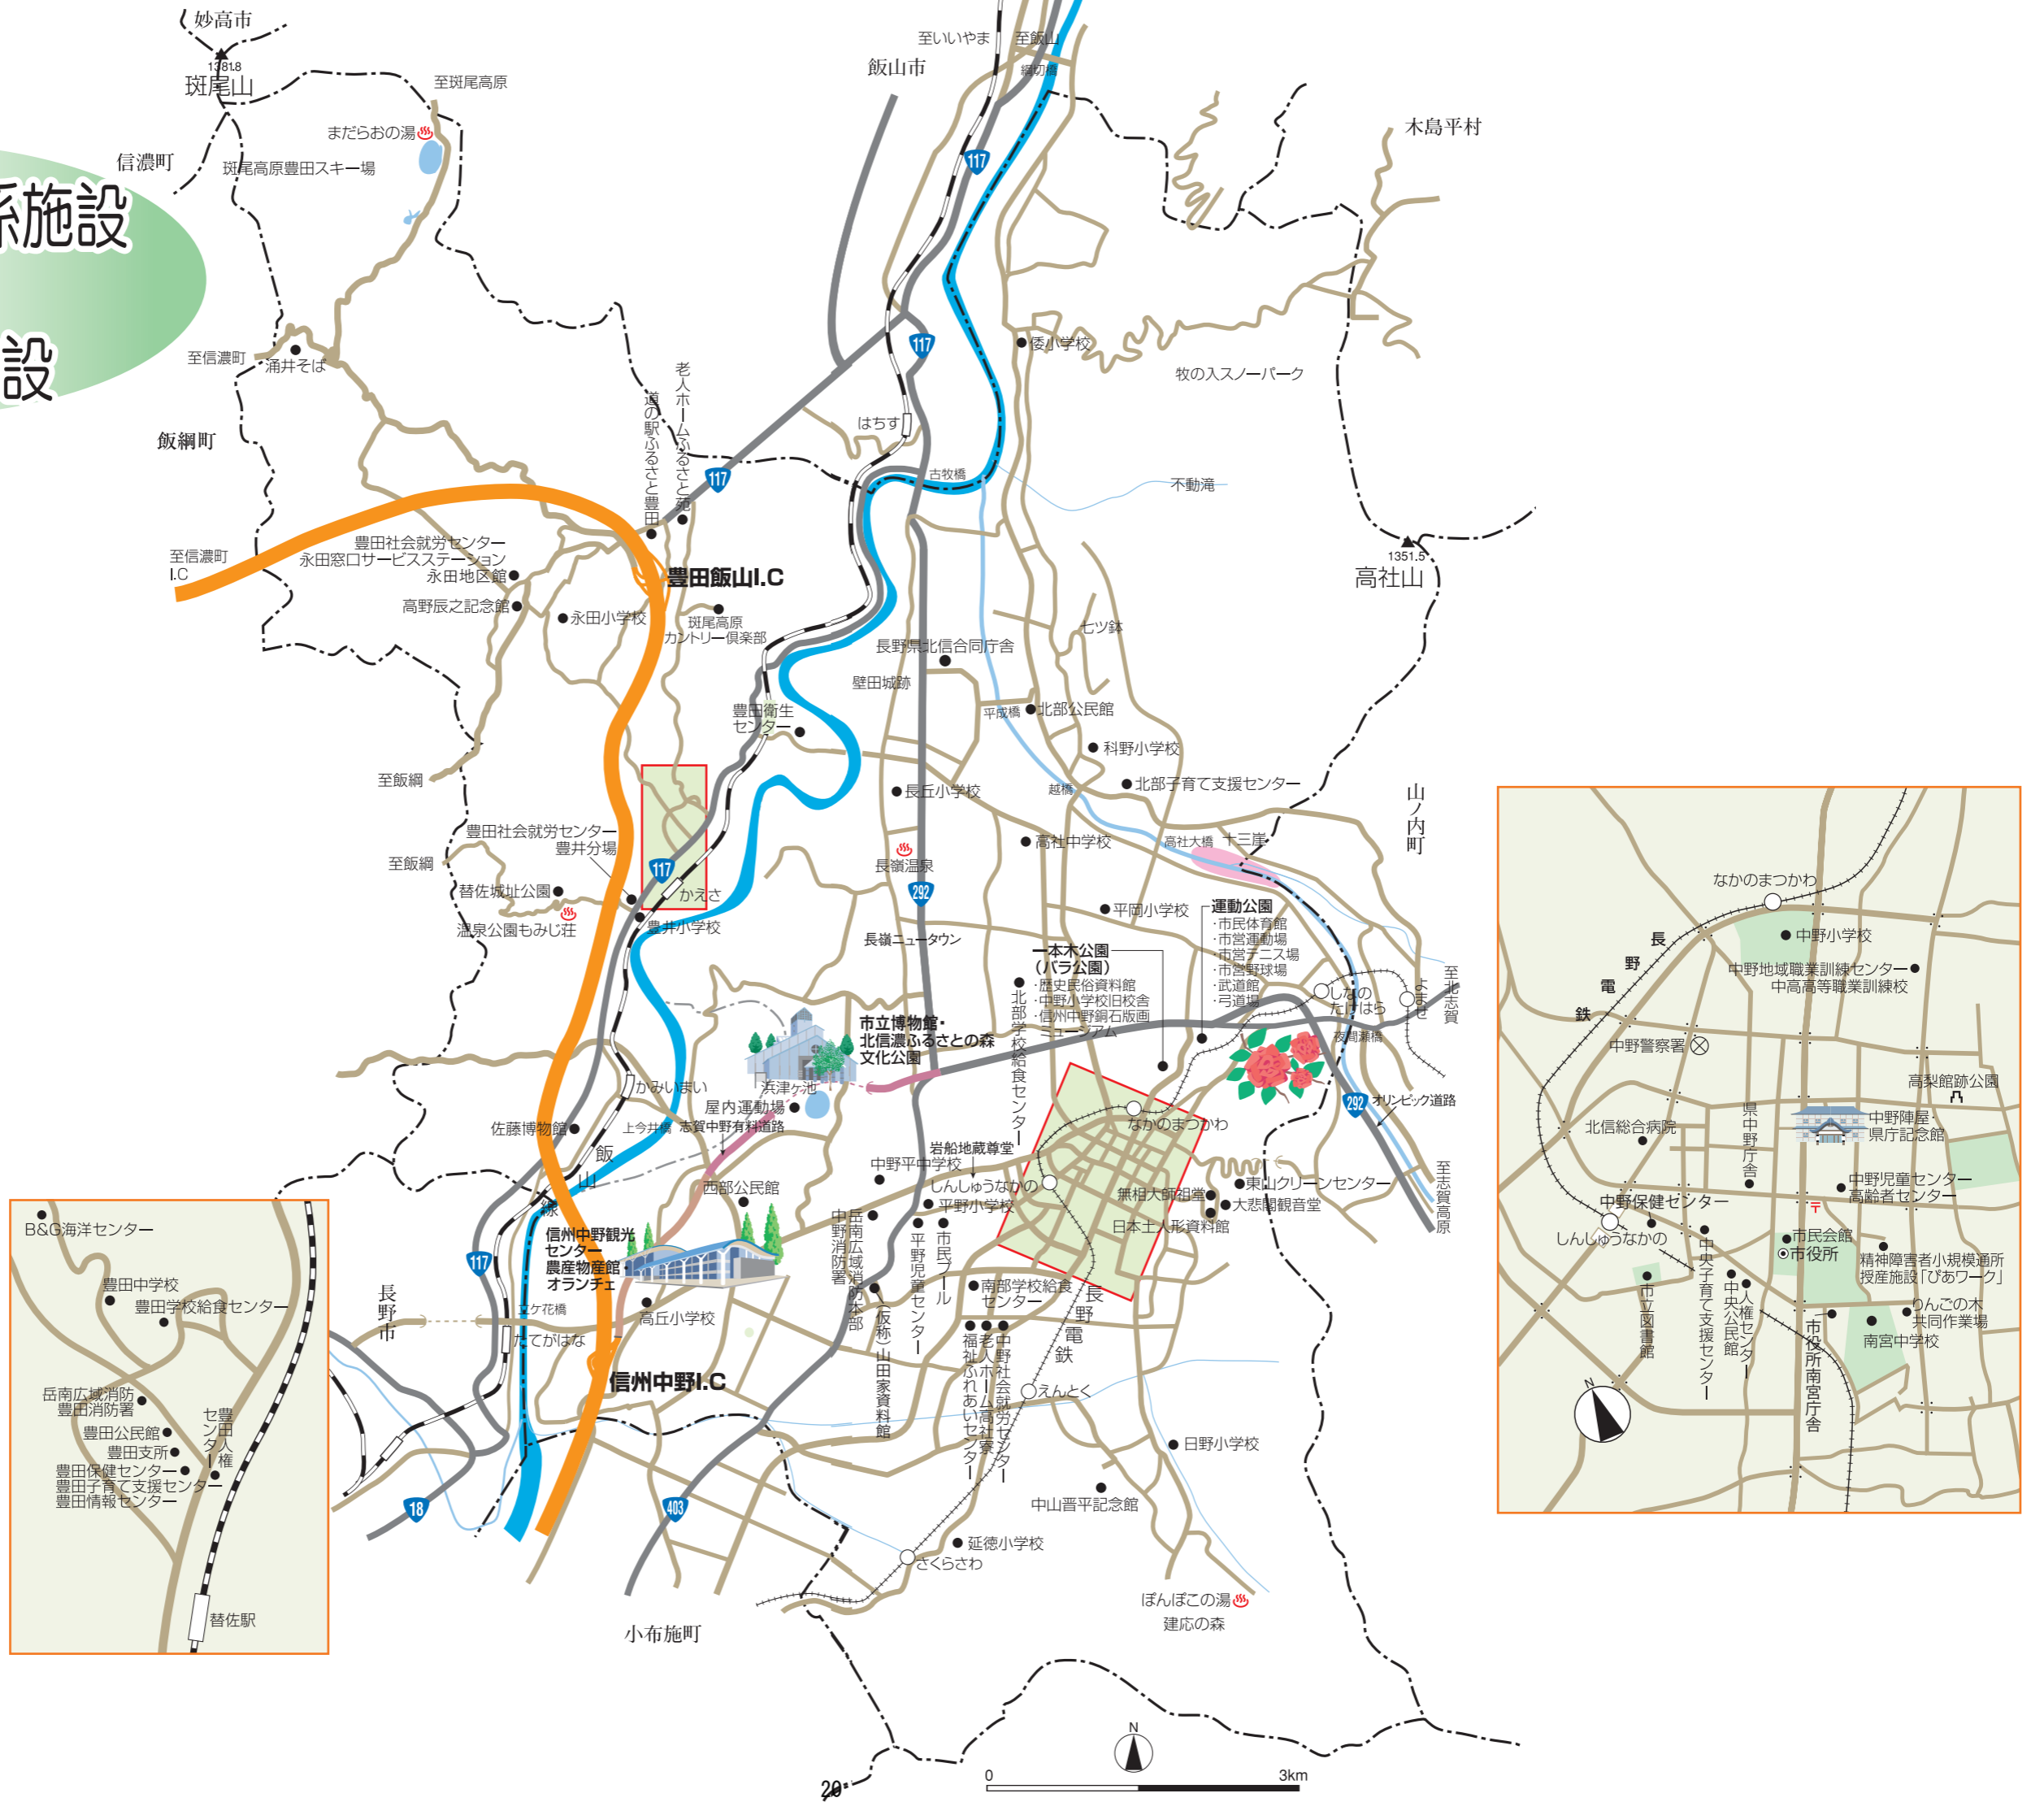 妙高市
1381.8
斑尾山
至斑尾高原
まだらおの湯
信濃町
斑尾高原豊田スキー場
係施設
設
至いいやま
至飯山
綱切橋
飯山市
117
木島平村
至信濃町
涌井そば
飯綱町
117
倭小学校
牧の入スノーパーク
老人ホームふるさと苑
道の駅ふるさと豊田
はちす
117
古牧橋
不動滝
1351.5
高社山
至信濃町
I.C
豊田社会就労センター
永田窓口サービスステーション
永田地区館
高野辰之記念館
永田小学校
豊田飯山I.C
斑尾高原
カントリー倶楽部
七ツ鉢
長野県北信合同庁舎
壁田城跡
平成橋
北部公民館
豊田衛生
センター
科野小学校
北部子育て支援センター
至飯綱
長丘小学校
越橋
山ノ内町
豊田社会就労センター
豊井分場
至飯綱
高社中学校
高社大橋
十三崖
長嶺温泉
117
かえさ
替佐城址公園
温泉公園もみじ荘
豊井小学校
292
平岡小学校
長嶺ニュータウン
一本木公園
（バラ公園）
・歴史民俗資料館
・中野小学校旧校舎
・信州中野銅石版画
ミュージアム
運動公園
・市民体育館
・市営運動場
・市営テニス場
・市営野球場
・武道館
・弓道場
北部学校給食センター
しなの
たけはら
よませ
至北志賀
夜間瀬橋
市立博物館・
北信濃ふるさとの森
文化公園
浜津ヶ池
屋内運動場
志賀中野有料道路
かみいまい
佐藤博物館
上今井橋
飯山線
292
オリンピック道路
なかのまつかわ
岩船地蔵尊堂
中野平中学校
しんしゅうなかの
平野小学校
東山クリーンセンター
無相大師祖堂
大悲閣観音堂
日本土人形資料館
至志賀高原
西部公民館
信州中野観光
センター
農産物産館・
オランチェ
岳南広域消防本部
中野消防署
平野児童センター
市民プール
南部学校給食
センター
長野電鉄
117
長野市
立ケ花橋
たてがはな
高丘小学校
信州中野I.C
（仮称）山田家資料館
中野社会就労センター
老人ホーム高社寮
福祉ふれあいセンター
えんとく
日野小学校
中山晋平記念館
18
403
延徳小学校
さくらさわ
ぽんぽこの湯
建応の森
小布施町
B&G海洋センター
豊田中学校
豊田学校給食センター
岳南広域消防
豊田消防署
豊田公民館
豊田支所
豊田人権
センター
豊田保健センター
豊田子育て支援センター
豊田情報センター
替佐駅
なかのまつかわ
長野電鉄
中野小学校
中野地域職業訓練センター
中高高等職業訓練校
中野警察署
高梨館跡公園
北信総合病院
県中野庁舎
中野陣屋・
県庁記念館
中野児童センター
高齢者センター
中野保健センター
しんしゅうなかの
〒
市民会館
市役所
中央子育て支援センター
精神障害者小規模通所
授産施設「ぴあワーク」
市立図書館
人権センター
中央公民館
りんごの木
共同作業場
南宮中学校
市役所南宮庁舎
N
N
0
3km
20